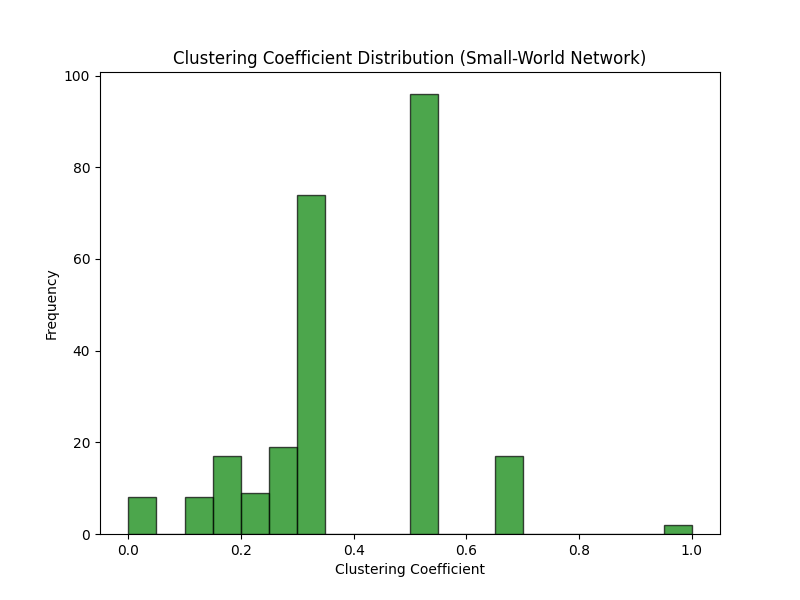 Clustering Coefficient Distribution (Small-World Network)
100
80
60
40
20
0
Frequency
0.0 0.2 0.4 0.6 0.8 1.0
Clustering Coefficient